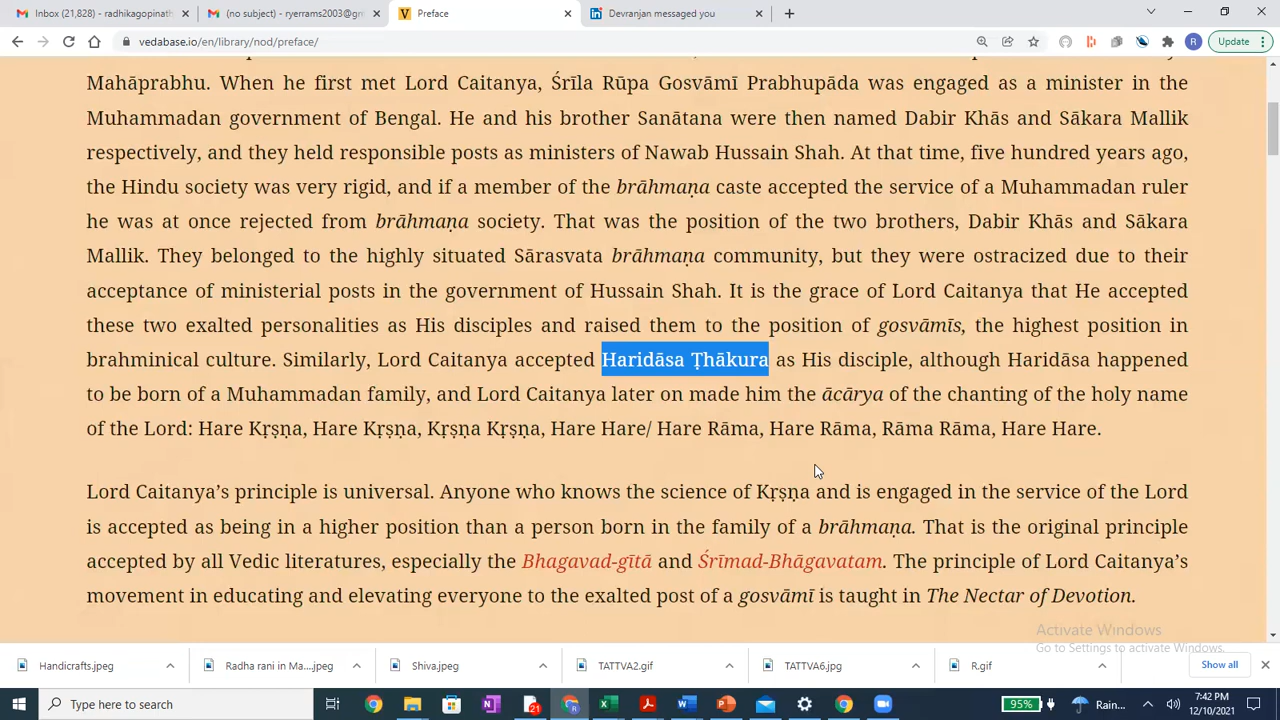 Inbox (21,828) - radhikagopinath
(no subject) - ryerrams2003@gm
Preface
Devranjan messaged you
vedabase.io/en/library/nod/preface/
R
Update
Mahāprabhu. When he first met Lord Caitanya, Śrīla Rūpa Gosvāmī Prabhupāda was engaged as a minister in the
Muhammadan government of Bengal. He and his brother Sanātana were then named Dabir Khās and Sākara Mallik
respectively, and they held responsible posts as ministers of Nawab Hussain Shah. At that time, five hundred years ago,
the Hindu society was very rigid, and if a member of the brāhmaṇa caste accepted the service of a Muhammadan ruler
he was at once rejected from brāhmaṇa society. That was the position of the two brothers, Dabir Khās and Sākara
Mallik. They belonged to the highly situated Sārasvata brāhmaṇa community, but they were ostracized due to their
acceptance of ministerial posts in the government of Hussain Shah. It is the grace of Lord Caitanya that He accepted
these two exalted personalities as His disciples and raised them to the position of gosvāmīs, the highest position in
brahminical culture. Similarly, Lord Caitanya accepted Haridāsa Ṭhākura as His disciple, although Haridāsa happened
to be born of a Muhammadan family, and Lord Caitanya later on made him the ācārya of the chanting of the holy name
of the Lord: Hare Kṛṣṇa, Hare Kṛṣṇa, Kṛṣṇa Kṛṣṇa, Hare Hare/ Hare Rāma, Hare Rāma, Rāma Rāma, Hare Hare.
Lord Caitanya’s principle is universal. Anyone who knows the science of Kṛṣṇa and is engaged in the service of the Lord
is accepted as being in a higher position than a person born in the family of a brāhmaṇa. That is the original principle
accepted by all Vedic literatures, especially the Bhagavad-gītā and Śrīmad-Bhāgavatam. The principle of Lord Caitanya’s
movement in educating and elevating everyone to the exalted post of a gosvāmī is taught in The Nectar of Devotion.
Activate Windows
Go to Settings to activate Windows.
Handicrafts.jpeg
Radha rani in Ma....jpeg
Shiva.jpeg
TATTVA2.gif
TATTVA6.jpg
R.gif
Show all
Type here to search
21
95%
Rain...
7:42 PM
12/10/2021